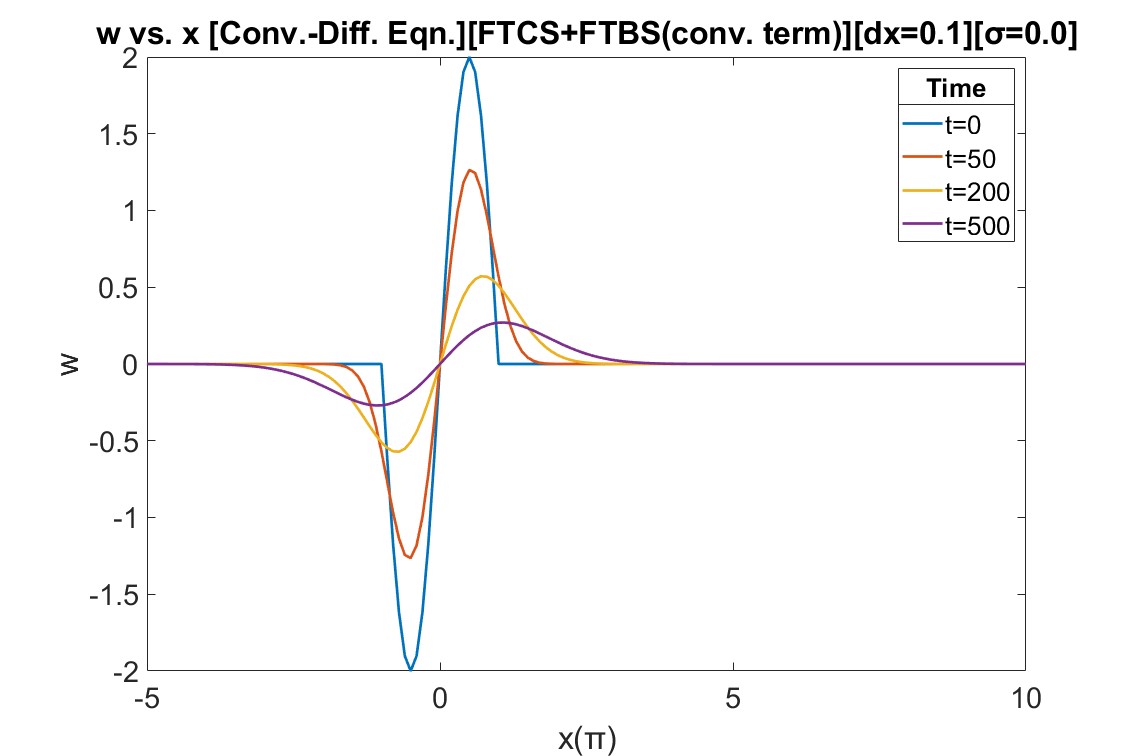 w vs. x [Conv.-Diff. Eqn.][FTCS+FTBS(conv. term)][dx=0.1][σ=0.0]
Time
t=0
t=50
t=200
t=500
w
2
1.5
1
0.5
0
-0.5
-1
-1.5
-2
-5 0 5 10
x(π)